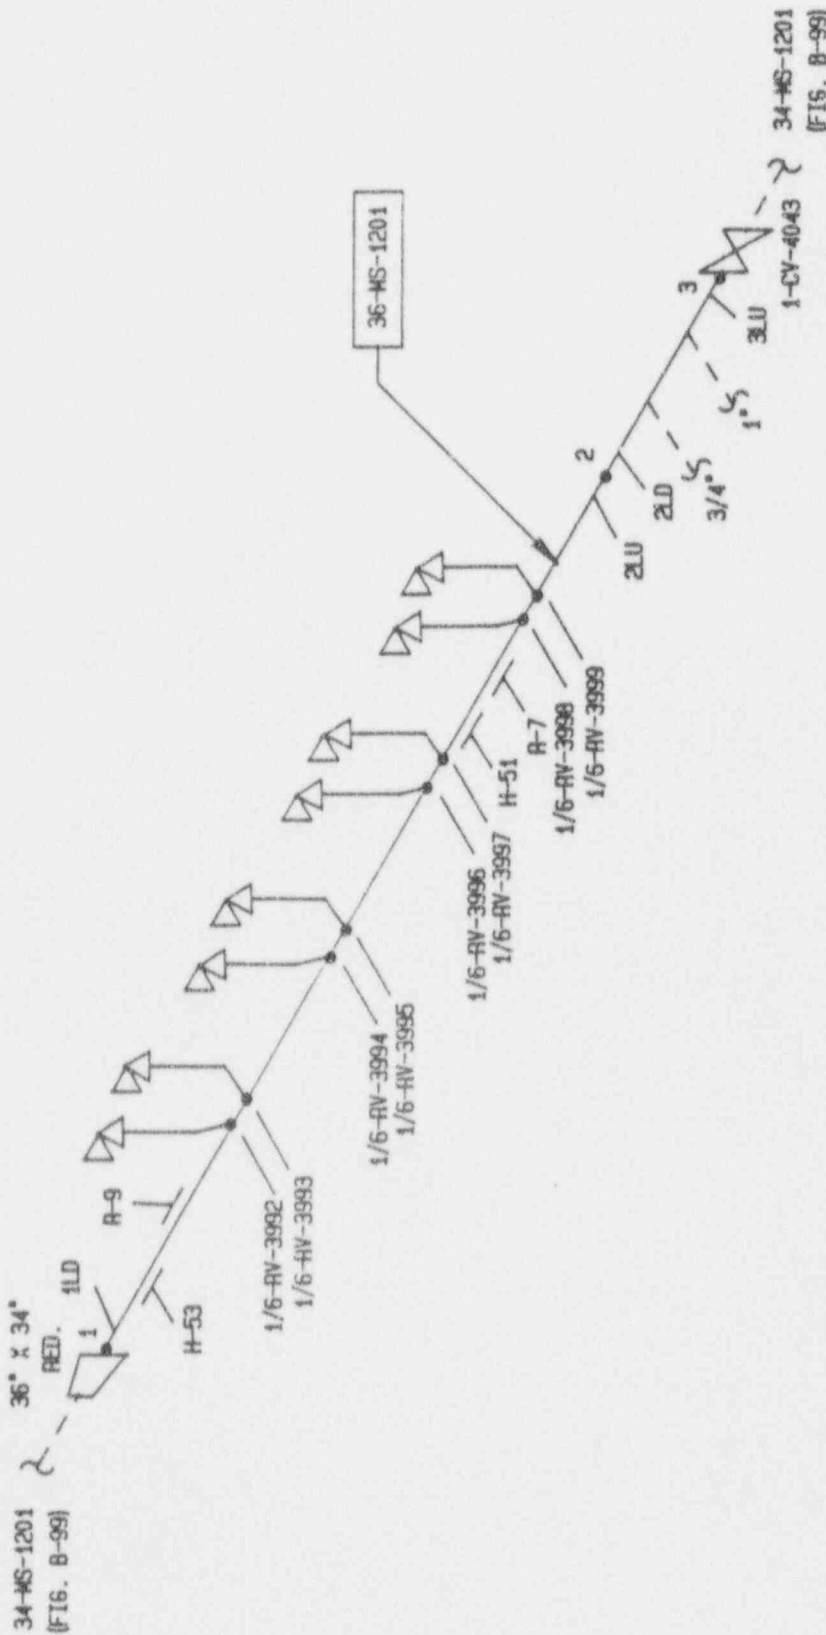 34-MS-1201
(FIG. B-99)
36" X 34"
RED.
1
1LD
H-53
A-9
1/6-RV-3992
1/6-RV-3993
1/6-RV-3994
1/6-RV-3995
1/6-RV-3996
1/6-RV-3997
H-51
A-7
1/6-RV-3998
1/6-RV-3999
36-MS-1201
2LU
2
2LD
3/4"
1"
3LU
3
1-CV-4043
34-MS-1201
(FIG. B-99)